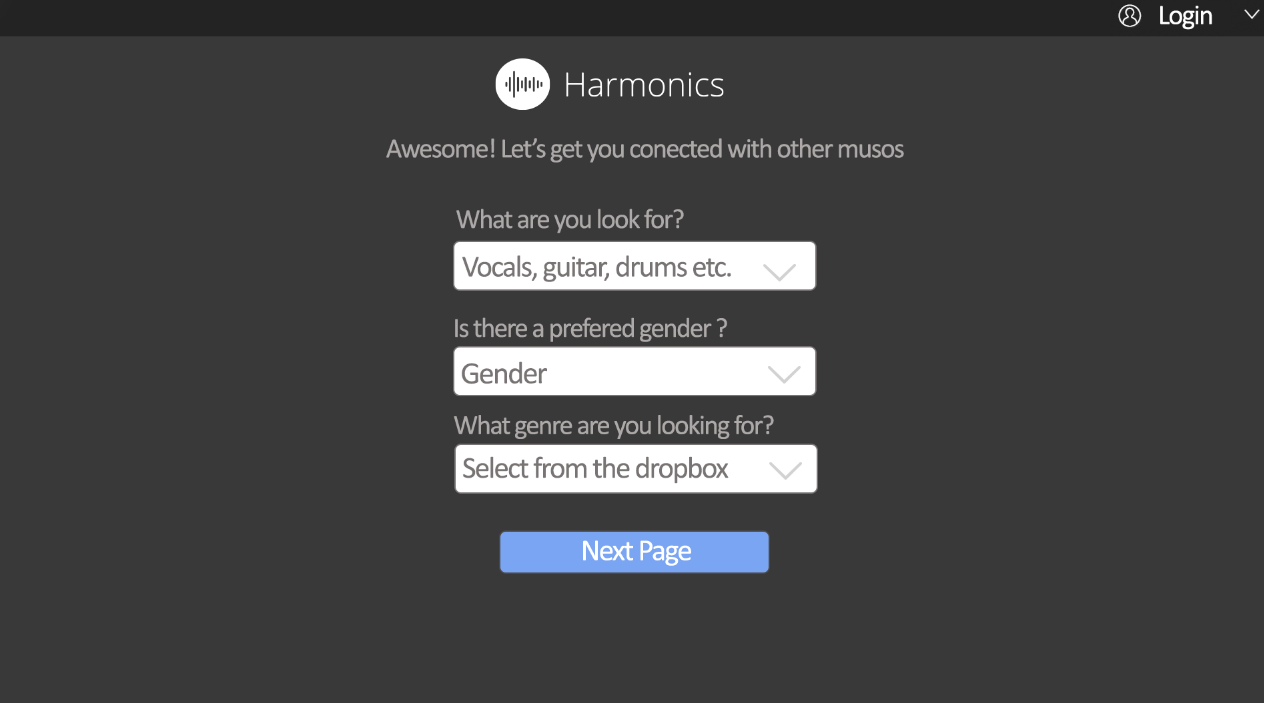 Login
Harmonics
Awesome! Let’s get you conected with other musos
What are you look for?
Vocals, guitar, drums etc.
Is there a prefered gender ?
Gender
What genre are you looking for?
Select from the dropbox
Next Page